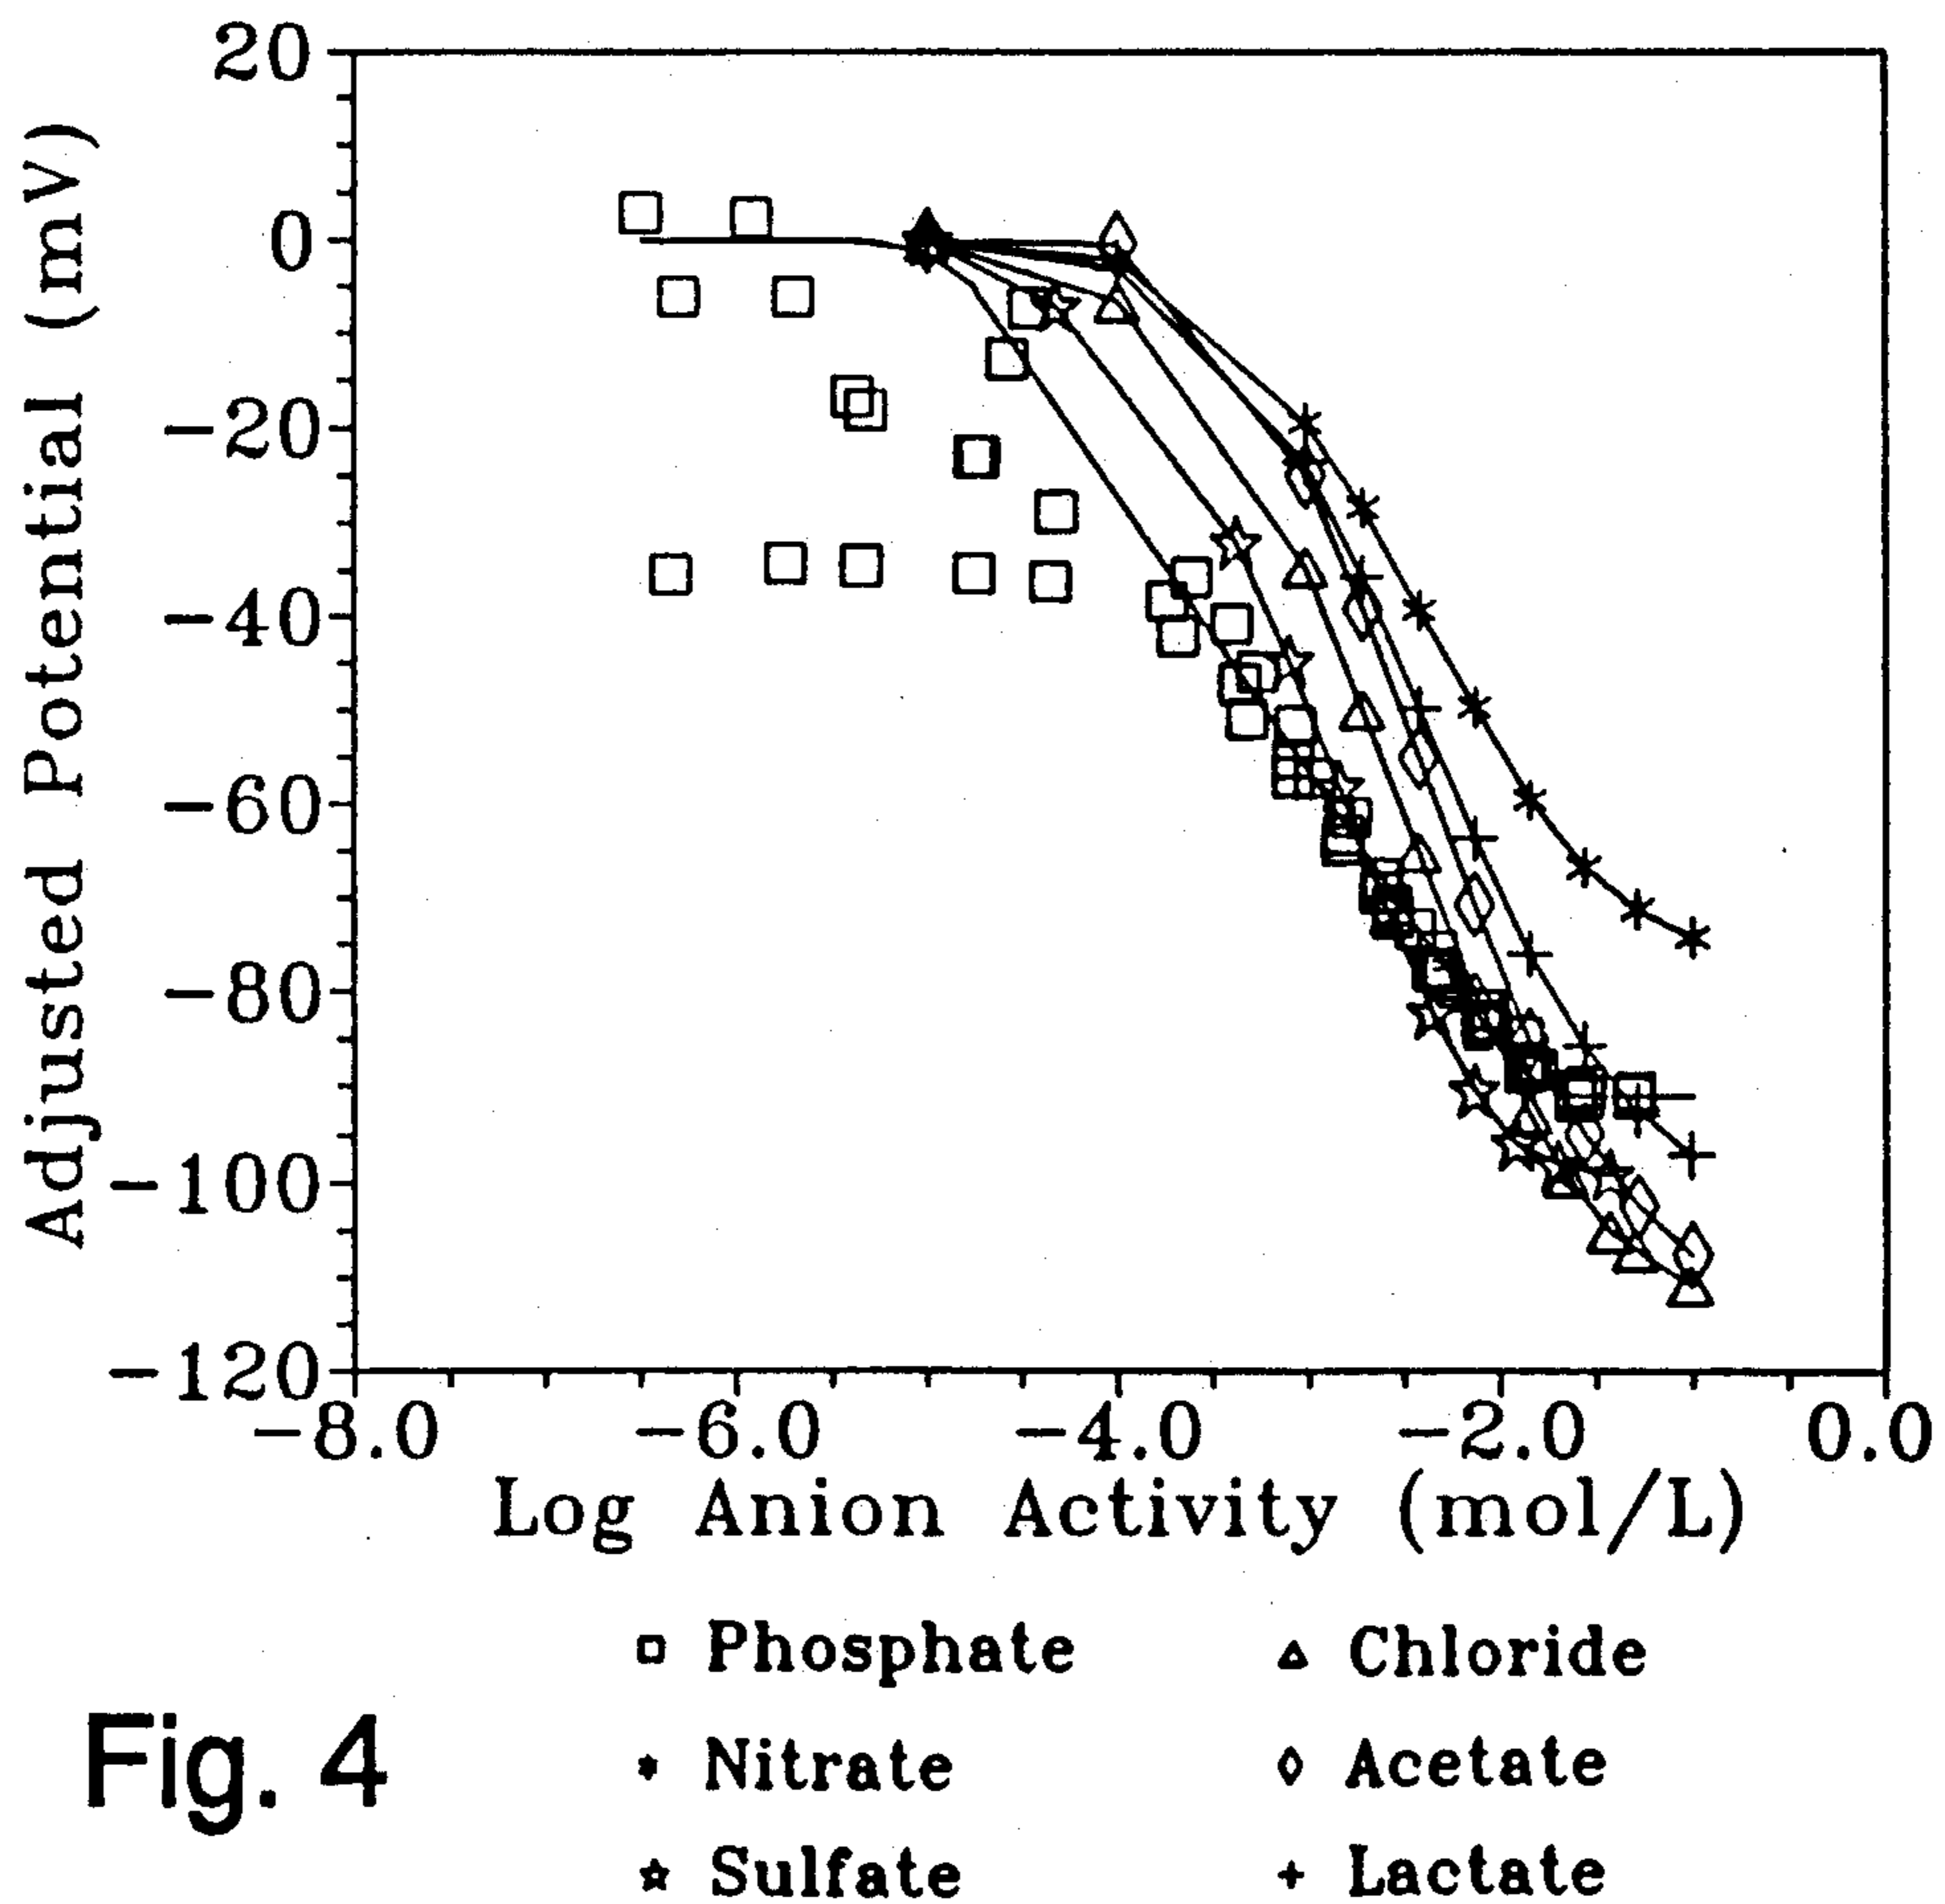 20
0
-20
-40
-60
-80
-100
-120
Adjusted Potential (mV)
-8.0 -6.0 -4.0 -2.0 0.0
Log Anion Activity (mol/L)
Phosphate Chloride
Nitrate Acetate
Sulfate Lactate
Fig. 4